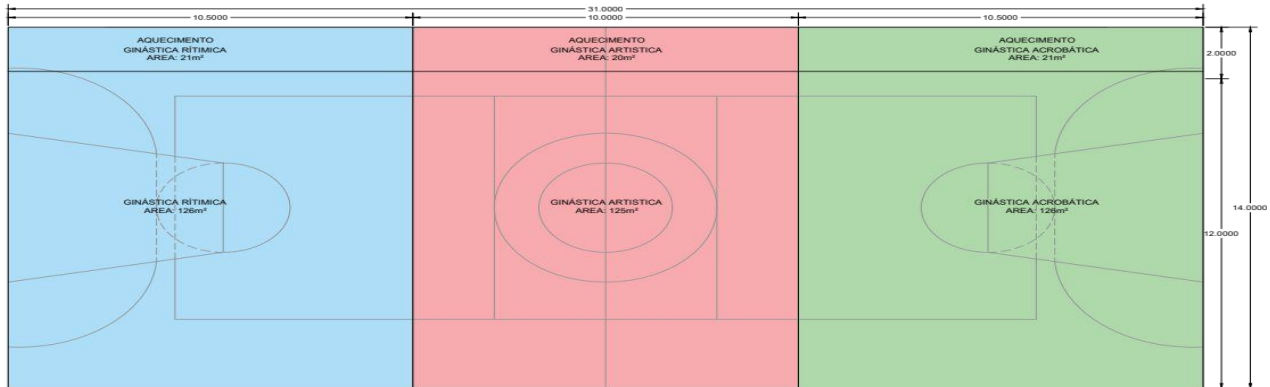 31.0000
10.5000
10.0000
10.5000
AQUECIMENTO
GINÁSTICA RÍTIMICA
AREA: 21m²
AQUECIMENTO
GINÁSTICA ARTISTICA
AREA: 20m²
AQUECIMENTO
GINÁSTICA ACROBÁTICA
AREA: 21m²
2.0000
GINÁSTICA RÍTIMICA
AREA: 126m²
GINÁSTICA ARTISTICA
AREA: 125m²
GINÁSTICA ACROBÁTICA
AREA: 126m²
14.0000
12.0000